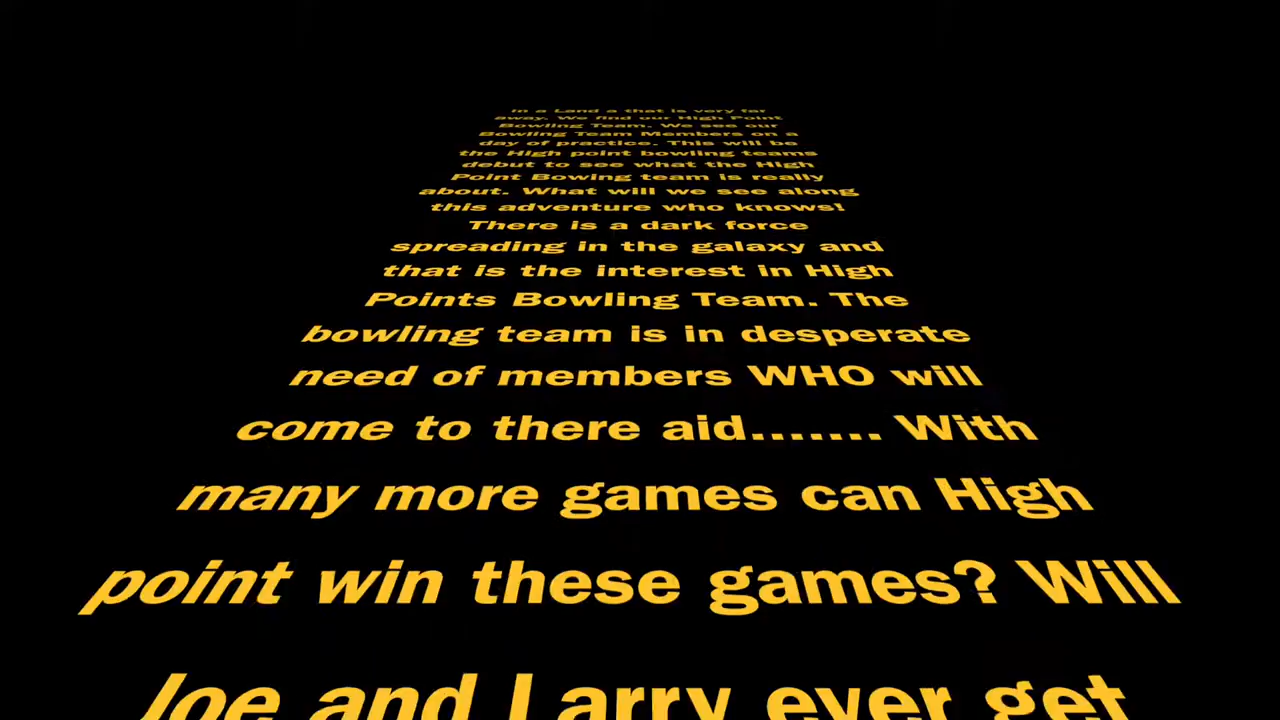 In a Land a that is very far
away. We find our High Point
Bowling Team. We see our
Bowling Team Members on a
day of practice. This will be
the High point bowling teams
debut to see what the High
Point Bowing team is really
about. What will we see along
this adventure who knows!
There is a dark force
spreading in the galaxy and
that is the interest in High
Points Bowling Team. The
bowling team is in desperate
need of members WHO will
come to there aid....... With
many more games can High
point win these games? Will
Joe and Larry ever get